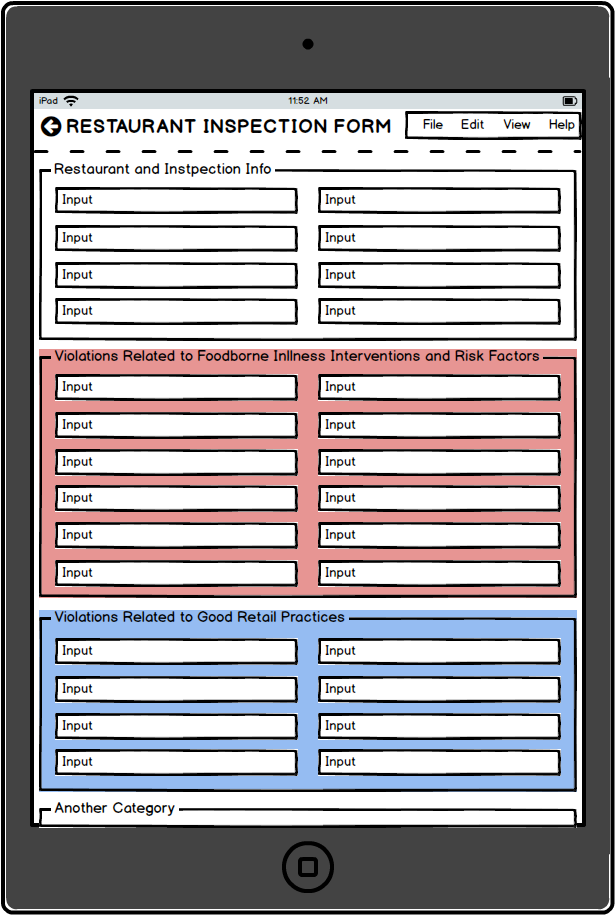 iPad 11:52 AM
RESTAURANT INSPECTION FORM File Edit View Help
Restaurant and Instpection Info
Input Input
Input Input
Input Input
Input Input
Violations Related to Foodborne Inllness Interventions and Risk Factors
Input Input
Input Input
Input Input
Input Input
Input Input
Input Input
Violations Related to Good Retail Practices
Input Input
Input Input
Input Input
Input Input
Another Category